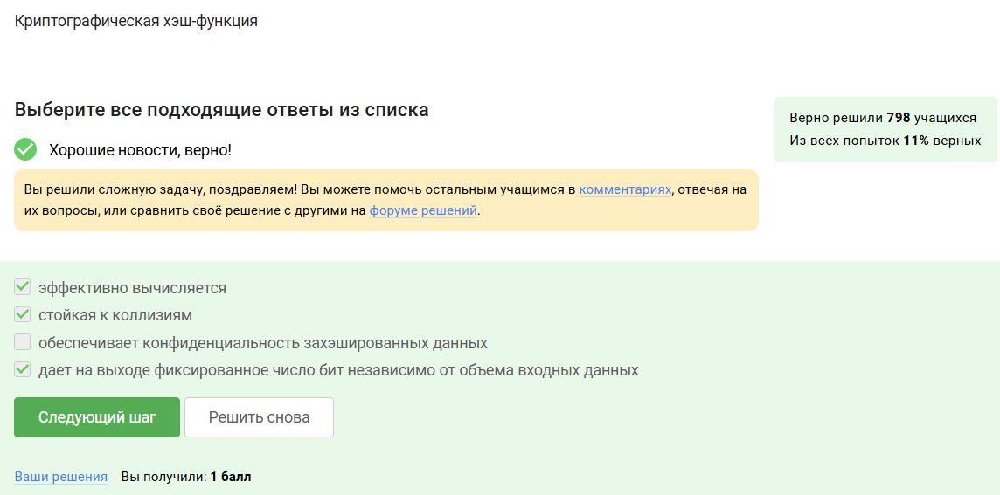 Криптографическая хэш-функция
Выберите все подходящие ответы из списка
Верно решили 798 учащихся
Из всех попыток 11% верных
Хорошие новости, верно!
Вы решили сложную задачу, поздравляем! Вы можете помочь остальным учащимся в комментариях, отвечая на
их вопросы, или сравнить своё решение с другими на форуме решений.
эффективно вычисляется
стойкая к коллизиям
обеспечивает конфиденциальность захэшированных данных
дает на выходе фиксированное число бит независимо от объема входных данных
Следующий шаг Решить снова
Ваши решения Вы получили: 1 балл